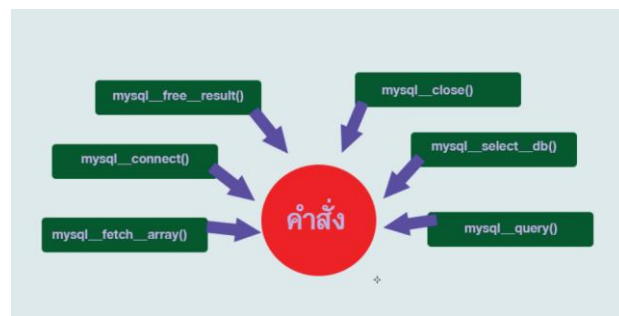 mysql__free__result()
mysql__close()
mysql__connect()
mysql__select__db()
คำสั่ง
mysql__fetch__array()
mysql__query()